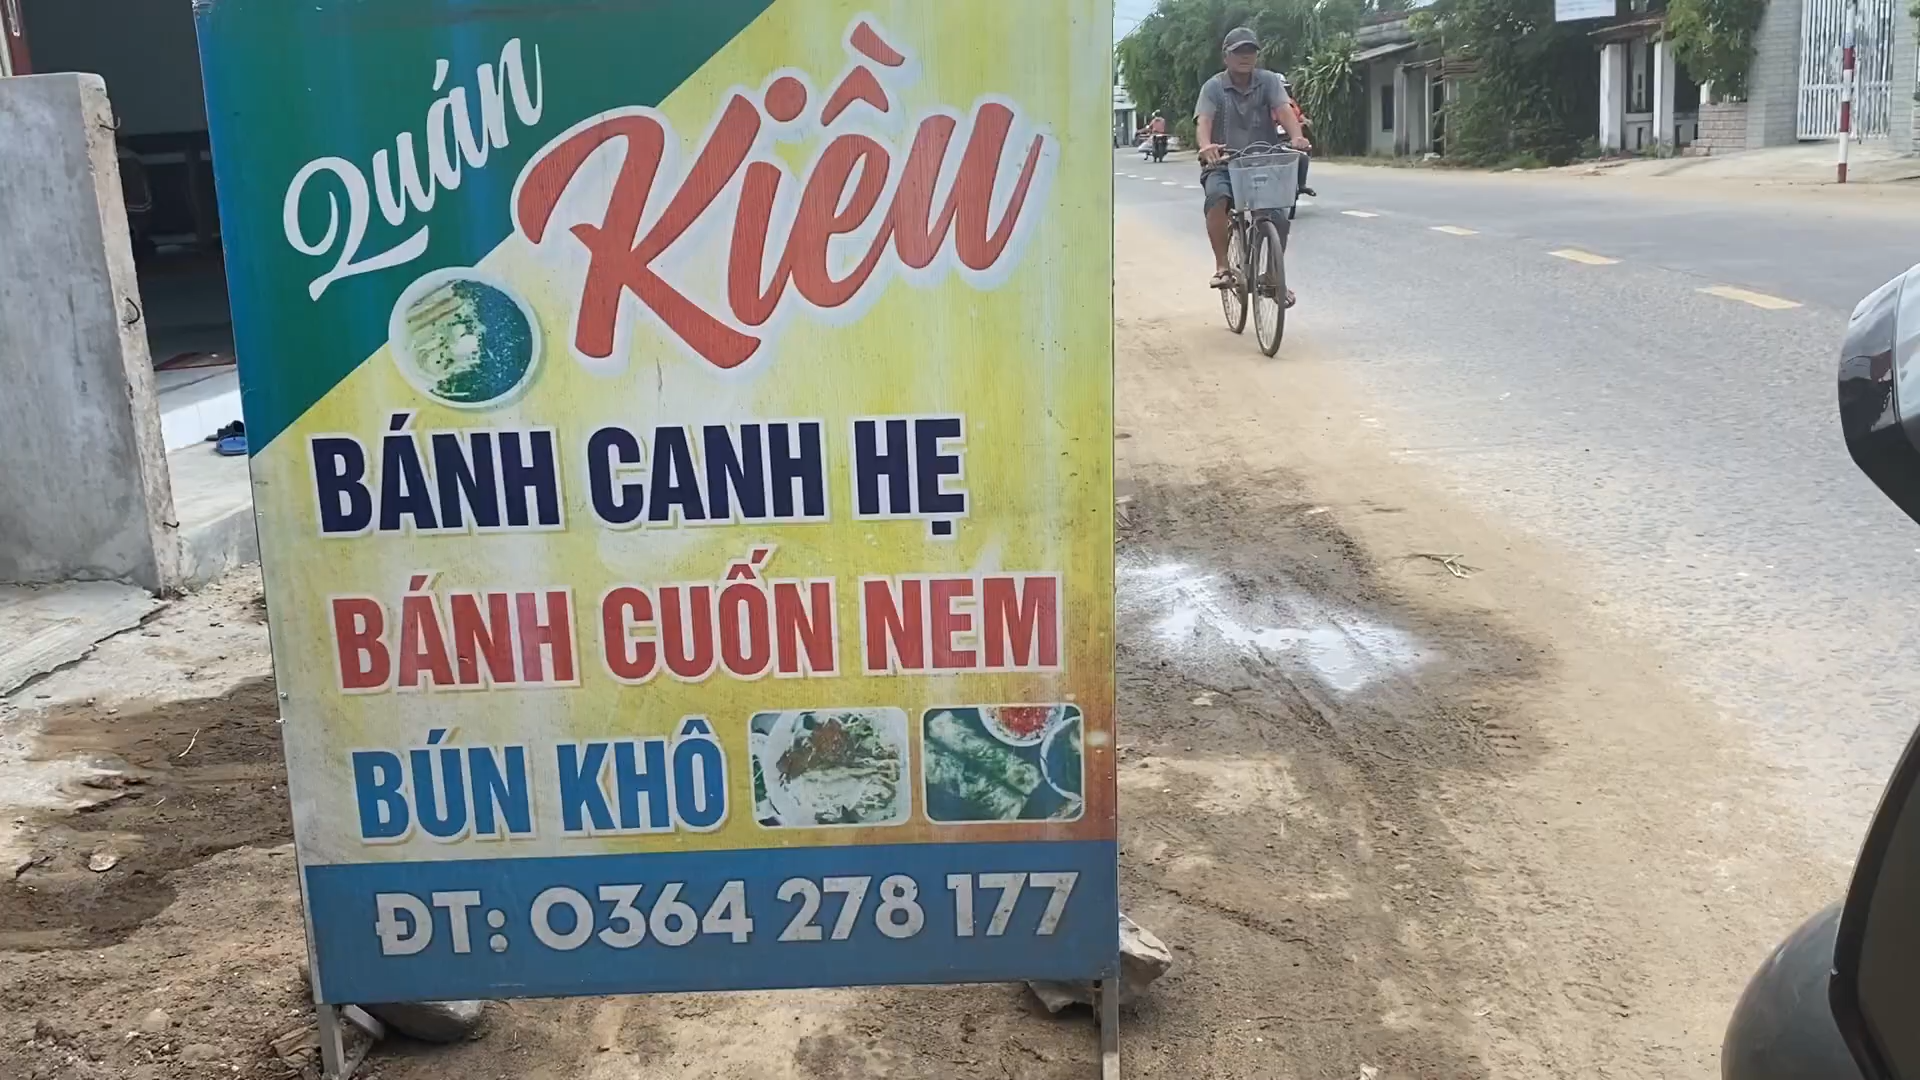 Quán
Kiều
BÁNH CANH HẸ
BÁNH CUỐN NEM
BÚN KHÔ
ĐT: 0364 278 177